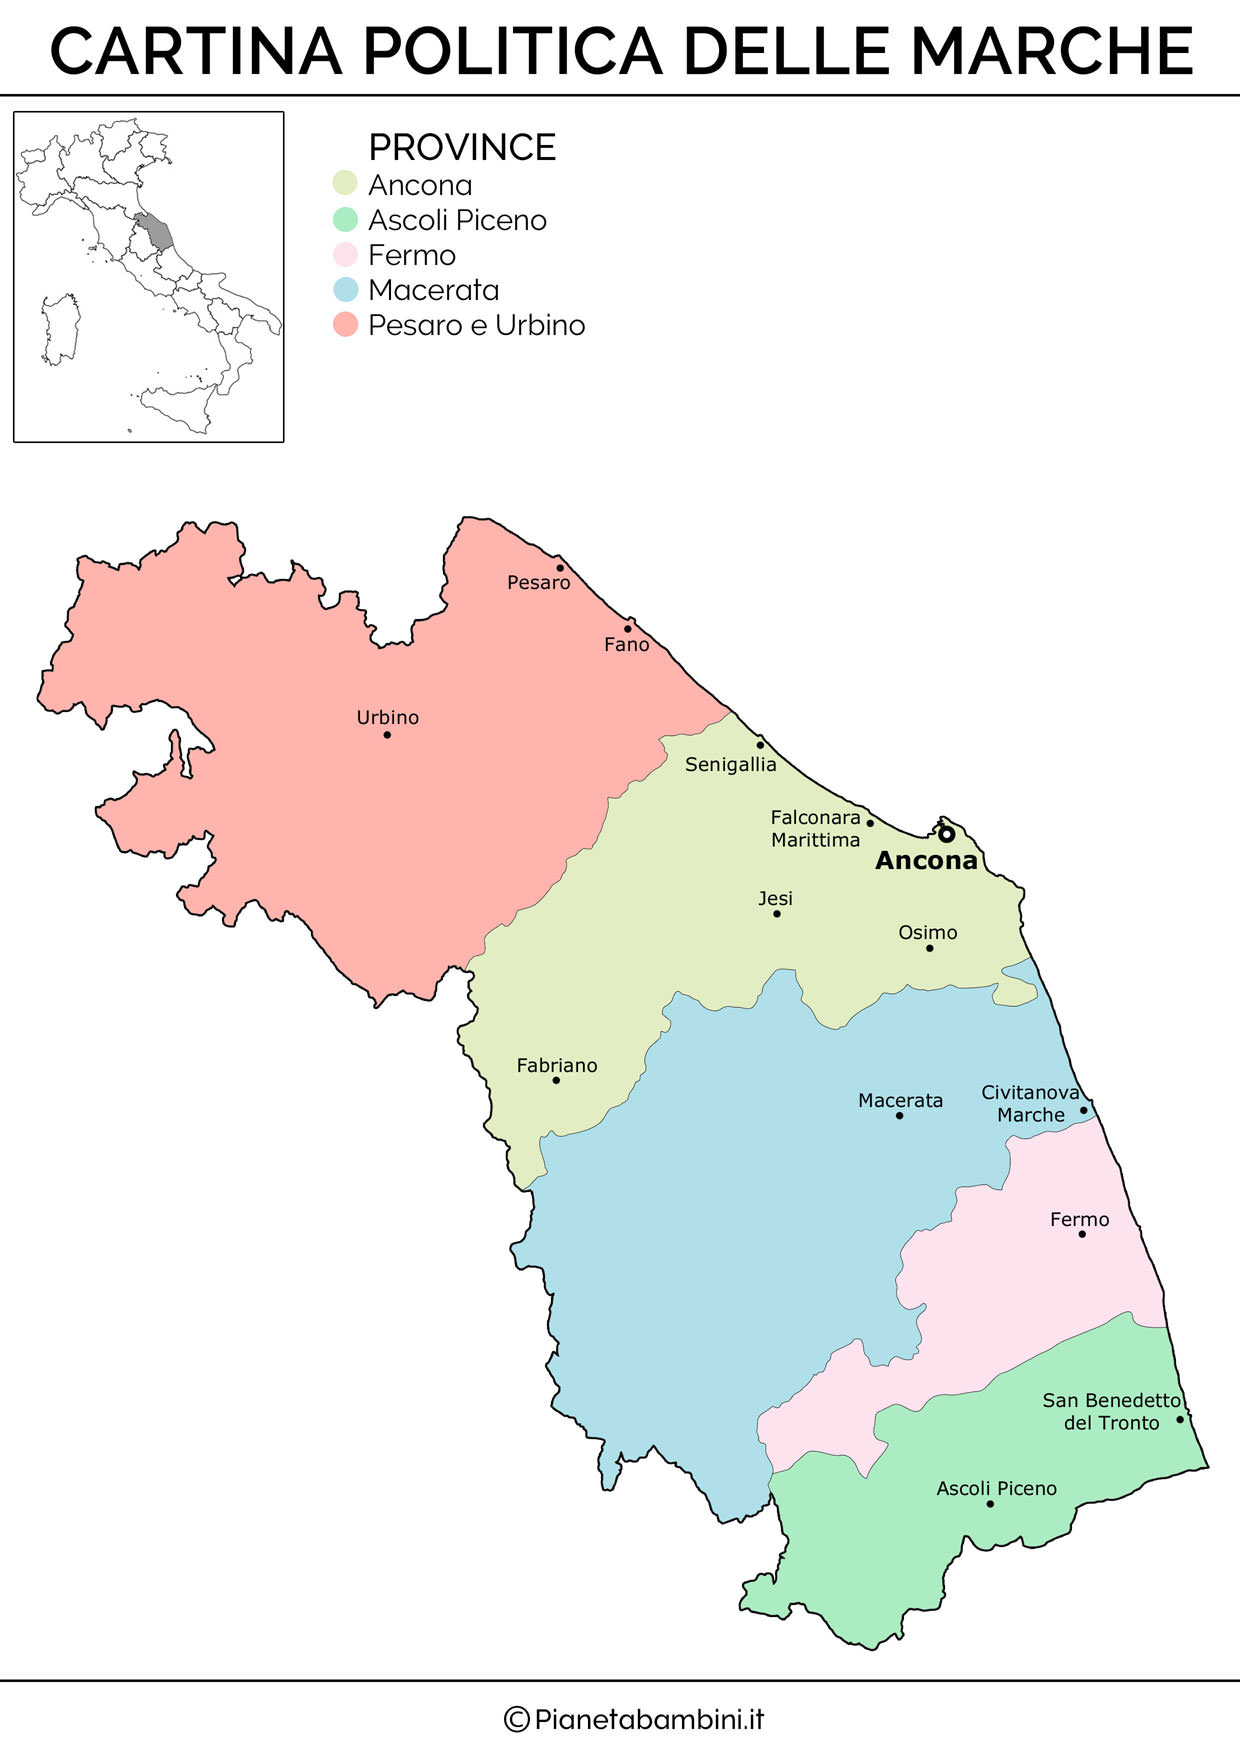 CARTINA POLITICA DELLE MARCHE
PROVINCE
Ancona
Ascoli Piceno
Fermo
Macerata
Pesaro e Urbino
Pesaro
Fano
Urbino
Senigallia
Falconara
Marittima
Ancona
Jesi
Osimo
Fabriano
Macerata
Civitanova
Marche
Fermo
San Benedetto
del Tronto
Ascoli Piceno
© Pianetabambini.it